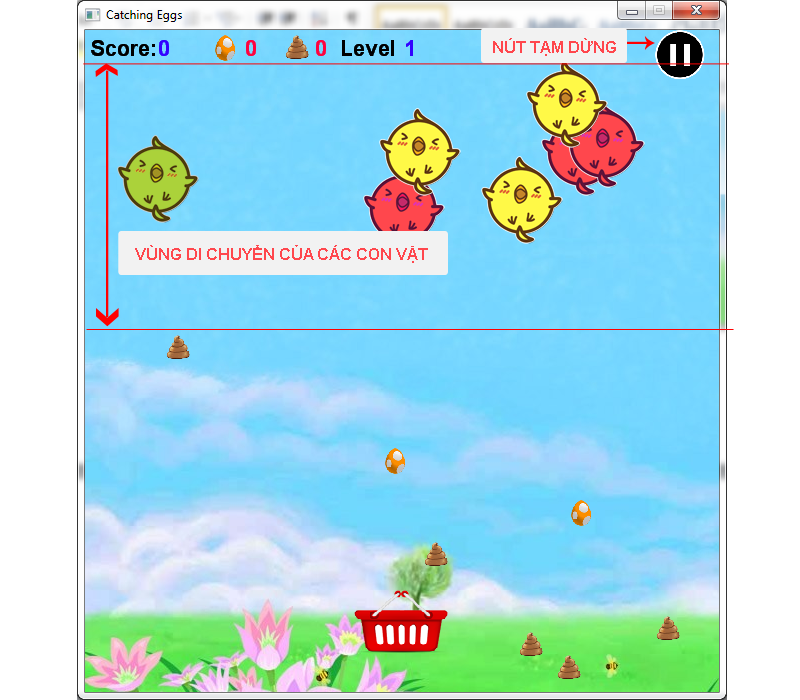 Catching Eggs
Score:0 0 0 Level 1
NÚT TẠM DỪNG
VÙNG DI CHUYỂN CỦA CÁC CON VẬT